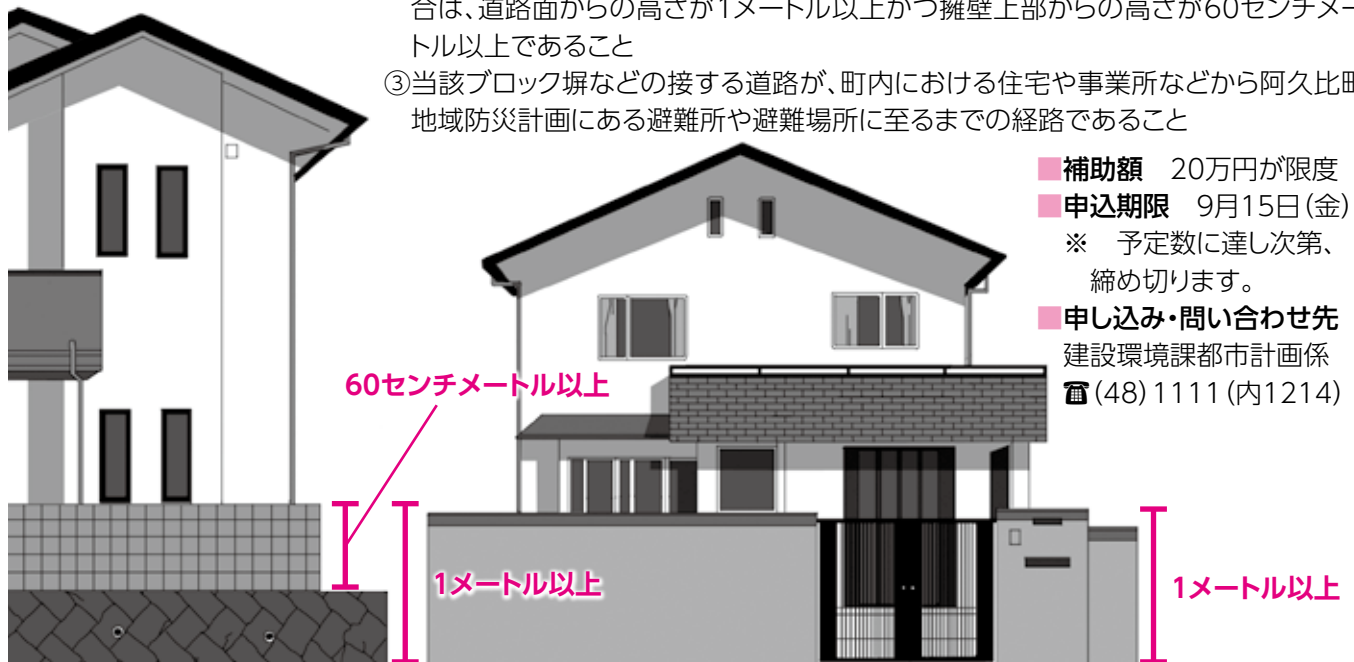 合は、道路面からの高さが1メートル以上かつ擁壁上部からの高さが60センチメー
トル以上であること
③当該ブロック塀などの接する道路が、町内における住宅や事業所などから阿久比町
地域防災計画にある避難所や避難場所に至るまでの経路であること
■補助額　20万円が限度
■申込期限　9月15日(金)
※　予定数に達し次第、
締め切ります。
■申し込み・問い合わせ先
建設環境課都市計画係
☎(48)1111(内1214)
60センチメートル以上
1メートル以上
1メートル以上